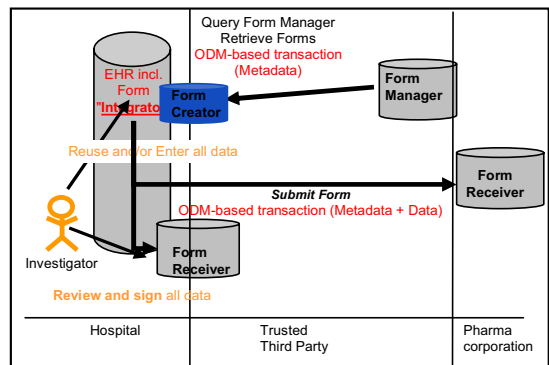 Query Form Manager
Retrieve Forms
ODM-based transaction
(Metadata)
EHR incl.
Form
"Integrato
Form
Creator
Form
Manager
Reuse and/or Enter all data
Submit Form
ODM-based transaction (Metadata + Data)
Form
Receiver
Form
Receiver
Investigator
Review and sign all data
Hospital
Trusted
Third Party
Pharma
corporation